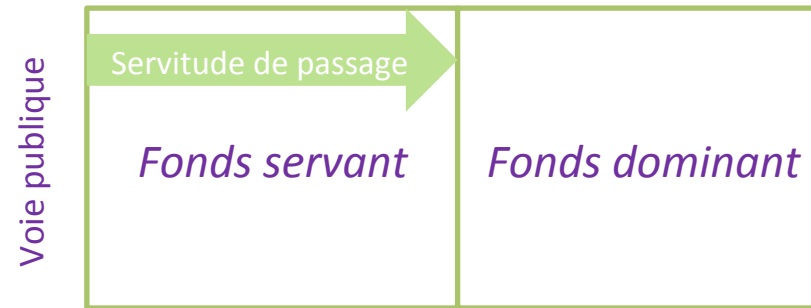 Voie publique
Servitude de passage
Fonds servant
Fonds dominant